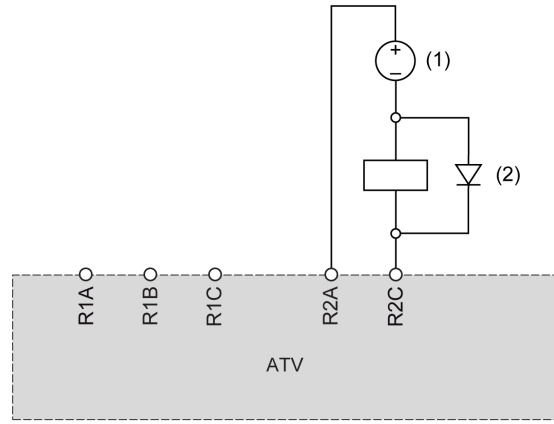 +
(1)
–
(2)
R1A
R1B
R1C
R2A
R2C
ATV